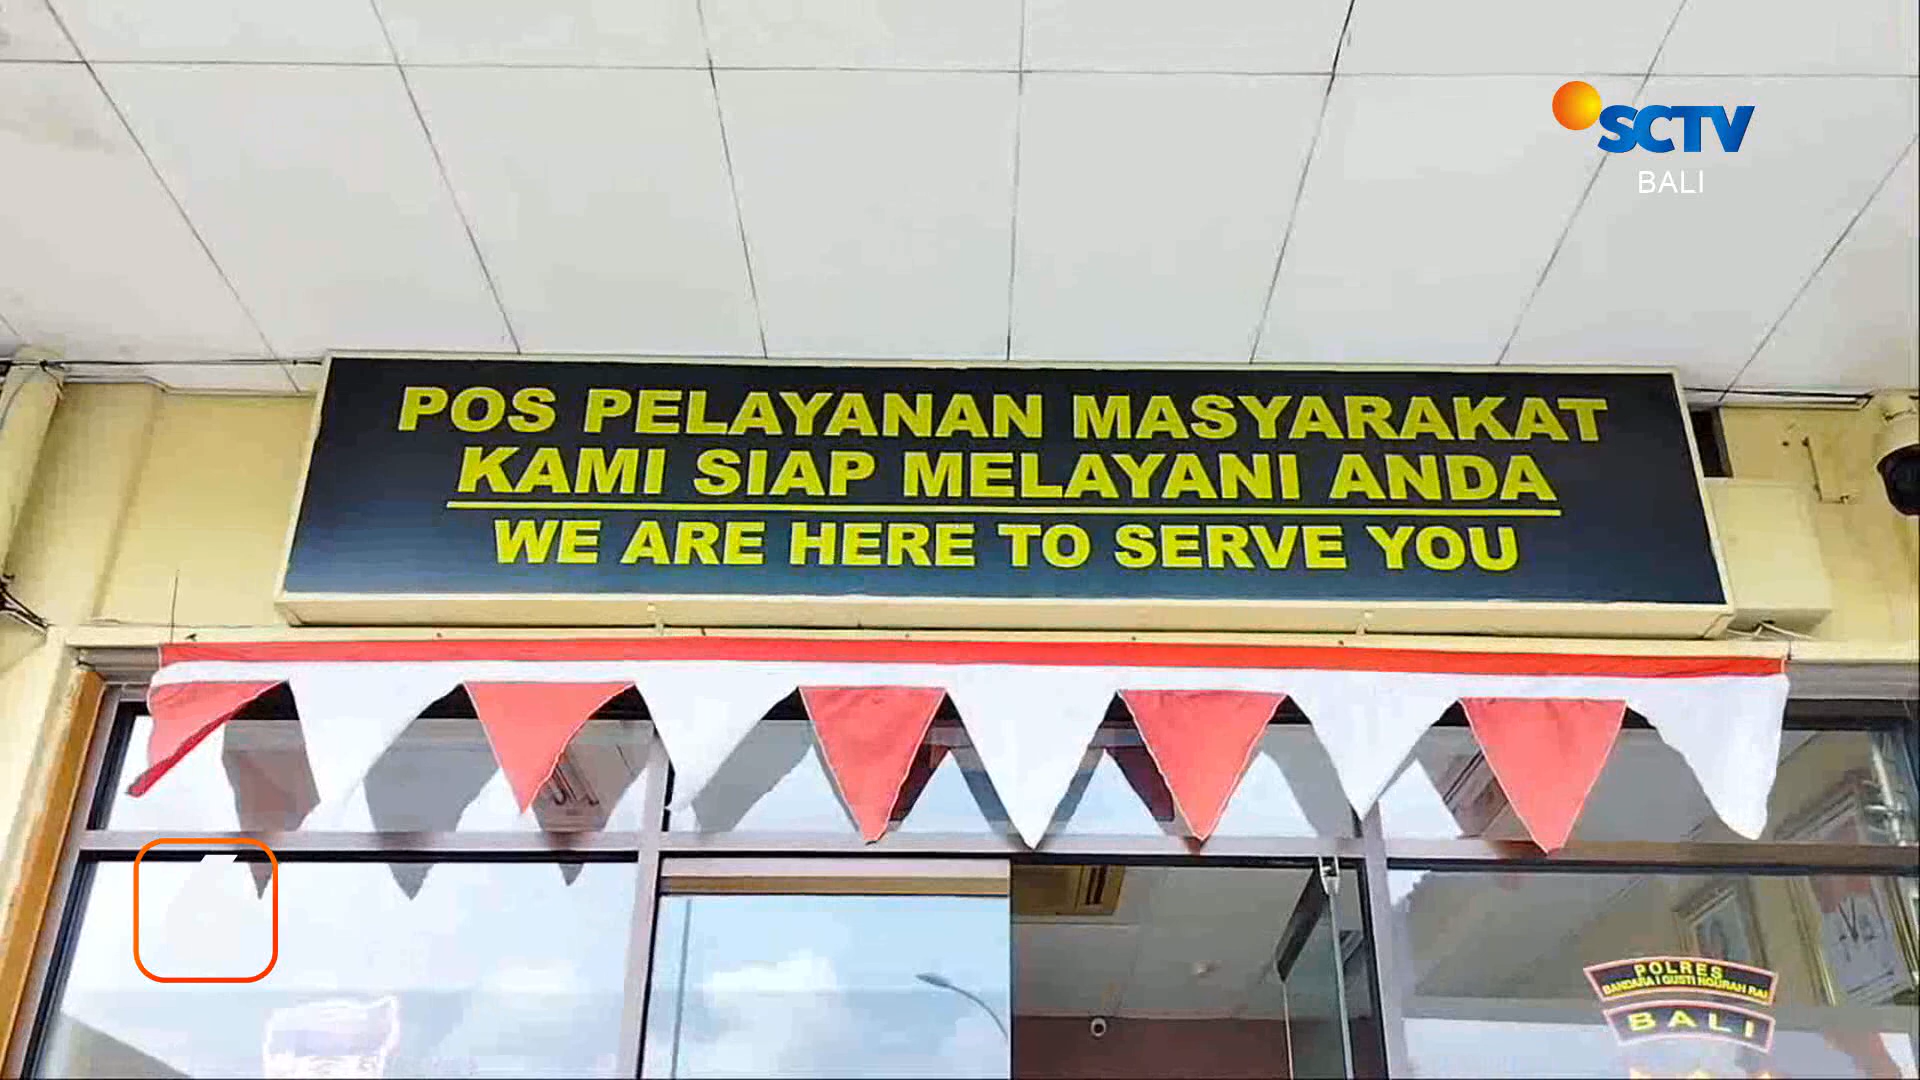 SCTV
BALI
POS PELAYANAN MASYARAKAT
KAMI SIAP MELAYANI ANDA
WE ARE HERE TO SERVE YOU
POLRES
BANDARA I GUSTI NGURAH RAI
BALI